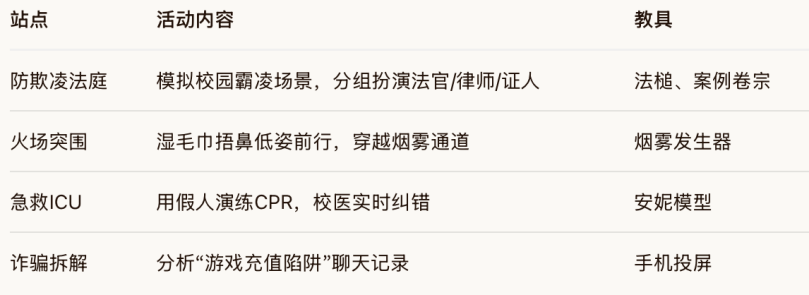 站点 活动内容 教具
防欺凌法庭 模拟校园霸凌场景，分组扮演法官/律师/证人 法槌、案例卷宗
火场突围 湿毛巾捂鼻低姿前行，穿越烟雾通道 烟雾发生器
急救ICU 用假人演练CPR，校医实时纠错 安妮模型
诈骗拆解 分析“游戏充值陷阱”聊天记录 手机投屏